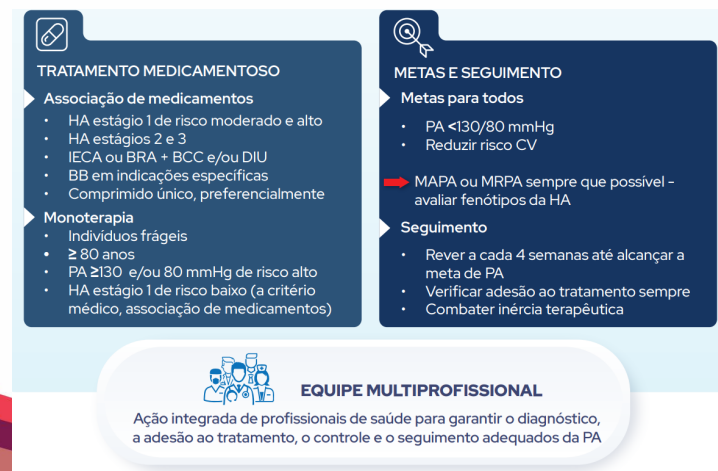 TRATAMENTO MEDICAMENTOSO
Associação de medicamentos
• HA estágio 1 de risco moderado e alto
• HA estágios 2 e 3
• IECA ou BRA + BCC e/ou DIU
• BB em indicações específicas
• Comprimido único, preferencialmente
Monoterapia
• Indivíduos frágeis
• ≥ 80 anos
• PA ≥130 e/ou 80 mmHg de risco alto
• HA estágio 1 de risco baixo (a critério
médico, associação de medicamentos)
METAS E SEGUIMENTO
Metas para todos
• PA <130/80 mmHg
• Reduzir risco CV
MAPA ou MRPA sempre que possível -
avaliar fenótipos da HA
Seguimento
• Rever a cada 4 semanas até alcançar a
meta de PA
• Verificar adesão ao tratamento sempre
• Combater inércia terapêutica
EQUIPE MULTIPROFISSIONAL
Ação integrada de profissionais de saúde para garantir o diagnóstico,
a adesão ao tratamento, o controle e o seguimento adequados da PA